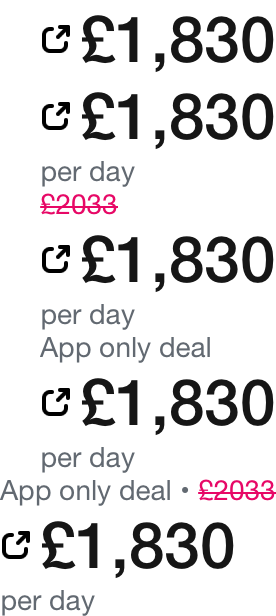 £1,830
£1,830
per day
£2033
£1,830
per day
App only deal
£1,830
per day
App only deal • £2033
£1,830
per day